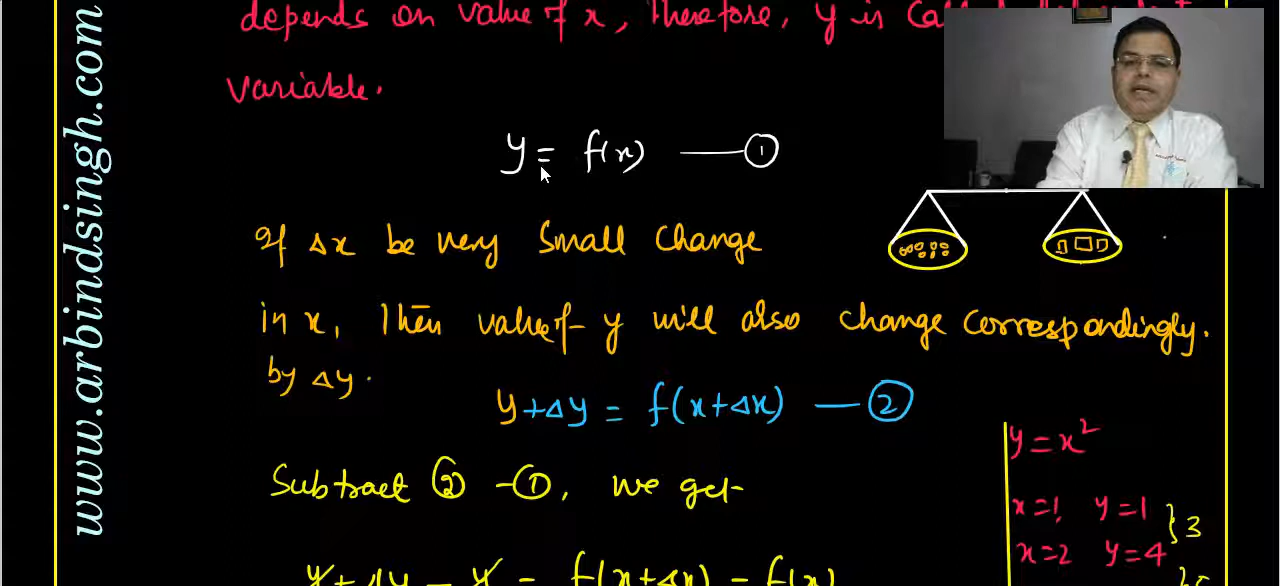 www.arbindsingh.com
depends on value of x, Therefore, y is
variable.
y = f(x) —— ①
If Δx be very small change
in x, Then value of y will also change correspondingly.
by Δy.
y+Δy = f(x+Δx) — ②
Subtract ② - ①, we get
y + Δy - y = f(x+Δx) - f(x)
y = x²
x=1, y=1 } 3
x=2 y=4